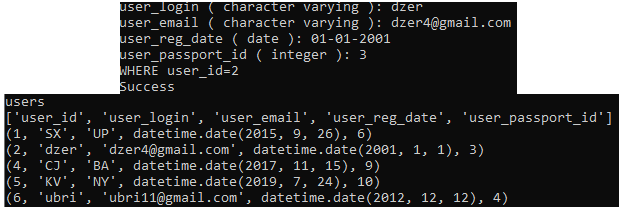 user_login ( character varying ): dzer
user_email ( character varying ): dzer4@gmail.com
user_reg_date ( date ): 01-01-2001
user_passport_id ( integer ): 3
WHERE user_id=2
Success
users
['user_id', 'user_login', 'user_email', 'user_reg_date', 'user_passport_id']
(1, 'SX', 'UP', datetime.date(2015, 9, 26), 6)
(2, 'dzer', 'dzer4@gmail.com', datetime.date(2001, 1, 1), 3)
(4, 'CJ', 'BA', datetime.date(2017, 11, 15), 9)
(5, 'KV', 'NY', datetime.date(2019, 7, 24), 10)
(6, 'ubri', 'ubri11@gmail.com', datetime.date(2012, 12, 12), 4)